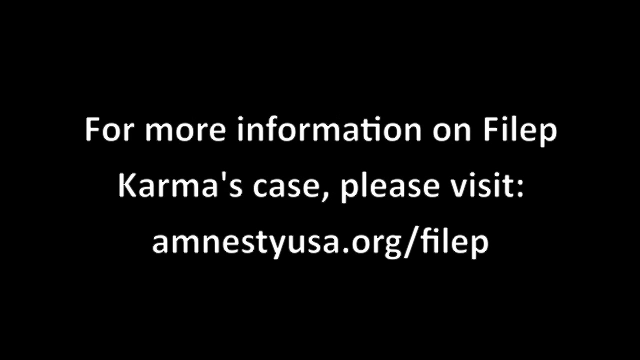 For more information on Filep
Karma's case, please visit:
amnestyusa.org/filep